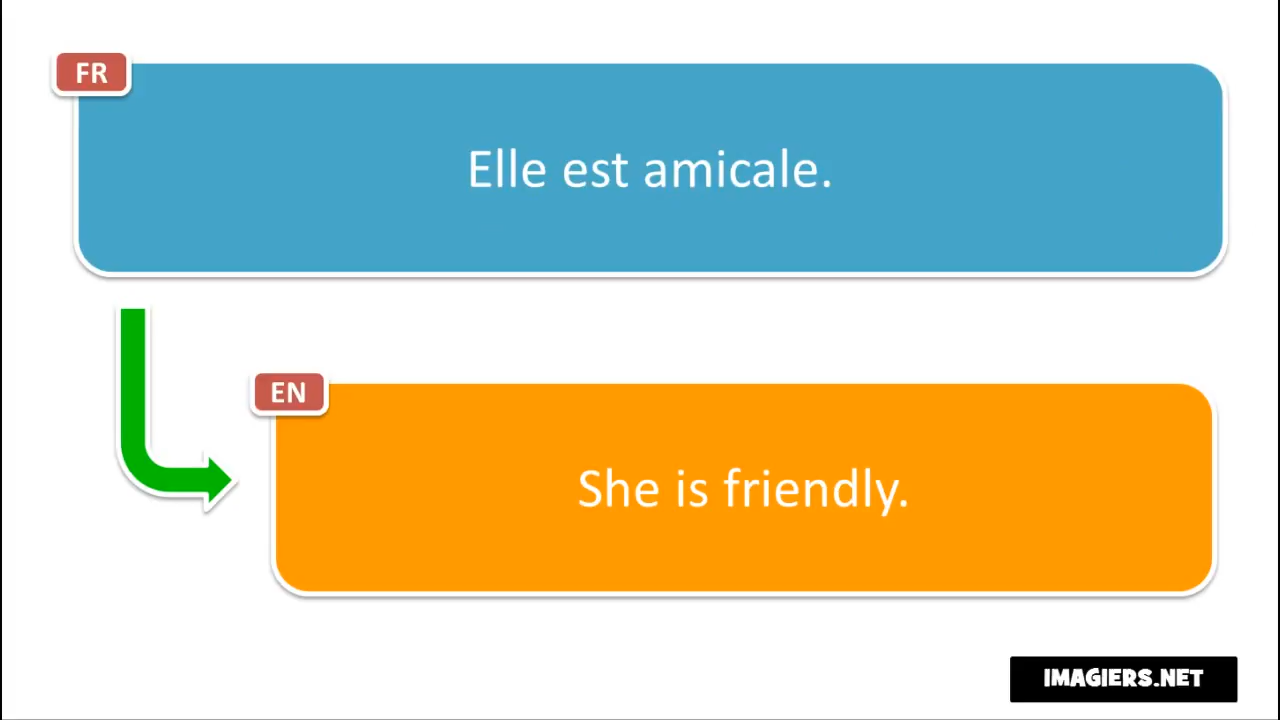 FR
Elle est amicale.
EN
She is friendly.
IMAGIERS.NET